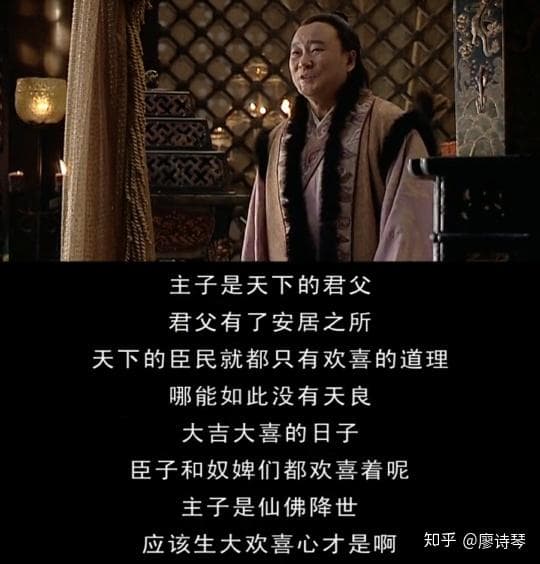 主子是天下的君父
君父有了安居之所
天下的臣民就都只有欢喜的道理
哪能如此没有天良
大吉大喜的日子
臣子和奴婢们都欢喜着呢
主子是仙佛降世
应该生大欢喜心才是啊
知乎 @廖诗琴